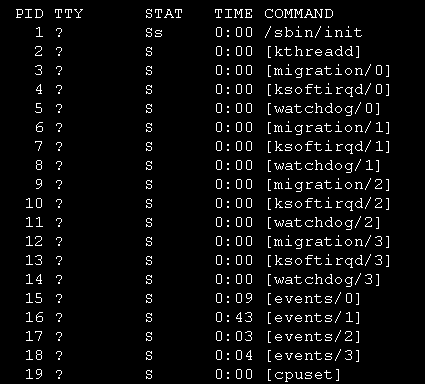 PID TTY      STAT   TIME COMMAND
  1 ?        Ss     0:00 /sbin/init
  2 ?        S      0:00 [kthreadd]
  3 ?        S      0:00 [migration/0]
  4 ?        S      0:00 [ksoftirqd/0]
  5 ?        S      0:00 [watchdog/0]
  6 ?        S      0:00 [migration/1]
  7 ?        S      0:00 [ksoftirqd/1]
  8 ?        S      0:00 [watchdog/1]
  9 ?        S      0:00 [migration/2]
 10 ?        S      0:00 [ksoftirqd/2]
 11 ?        S      0:00 [watchdog/2]
 12 ?        S      0:00 [migration/3]
 13 ?        S      0:00 [ksoftirqd/3]
 14 ?        S      0:00 [watchdog/3]
 15 ?        S      0:09 [events/0]
 16 ?        S      0:43 [events/1]
 17 ?        S      0:03 [events/2]
 18 ?        S      0:04 [events/3]
 19 ?        S      0:00 [cpuset]